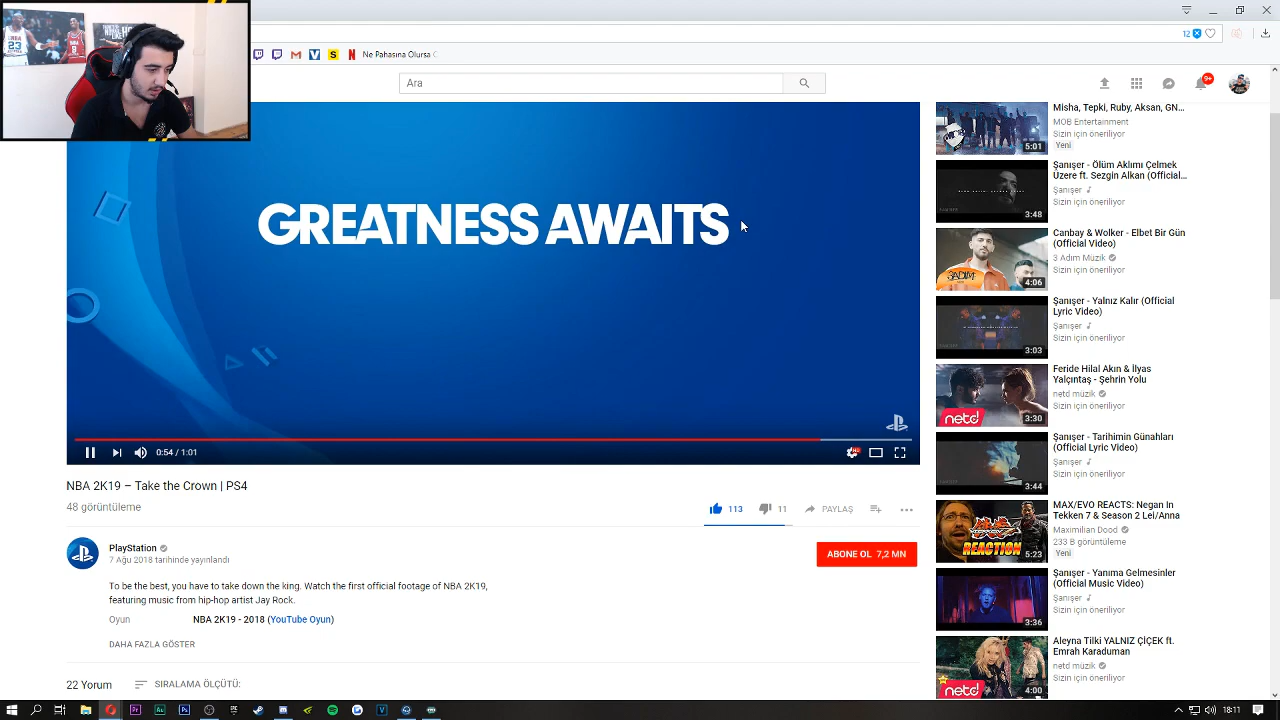 12
Ne Pahasına Olursa
Ara
9+
GREATNESS AWAITS
0:54 / 1:01
NBA 2K19 – Take the Crown | PS4
48 görüntüleme
113
11
PAYLAŞ
PlayStation
7 Ağu 2018 tarihinde yayınlandı
ABONE OL 7,2 MN
To be the best, you have to take down the king. Watch the first official footage of NBA 2K19,
featuring music from hip-hop artist Jay Rock.
Oyun NBA 2K19 - 2018 (YouTube Oyun)
DAHA FAZLA GÖSTER
22 Yorum SIRALAMA ÖLÇÜTÜ:
Misha, Tepki, Ruby, Aksan, GN...
MOB Entertainment
Sizin için öneriliyor
Yeni
5:01
Şanışer - Ölüm Aklımı Çelmek
Üzere ft. Sezgin Alkan (Official...
Şanışer
Sizin için öneriliyor
3:48
Canbay & Wolker - Elbet Bir Gün
(Official Video)
3 Adım Müzik
Sizin için öneriliyor
3ADIM
4:06
Şanışer - Yalnız Kalır (Official
Lyric Video)
Şanışer
Sizin için öneriliyor
3:03
Feride Hilal Akın & İlyas
Yalçıntaş - Şehrin Yolu
netd müzik
Sizin için öneriliyor
netd
3:30
Şanışer - Tarihimin Günahları
(Official Lyric Video)
Şanışer
Sizin için öneriliyor
3:44
MAX/EVO REACTS: Negan In
Tekken 7 & Season 2 Lei/Anna
Maximilian Dood
233 B görüntüleme
Yeni
REACTION
5:23
Şanışer - Yanıma Gelmesinler
(Official Music Video)
Şanışer
Sizin için öneriliyor
3:36
Aleyna Tilki YALNIZ ÇİÇEK ft.
Emrah Karaduman
netd müzik
Sizin için öneriliyor
netd
4:00
18:11